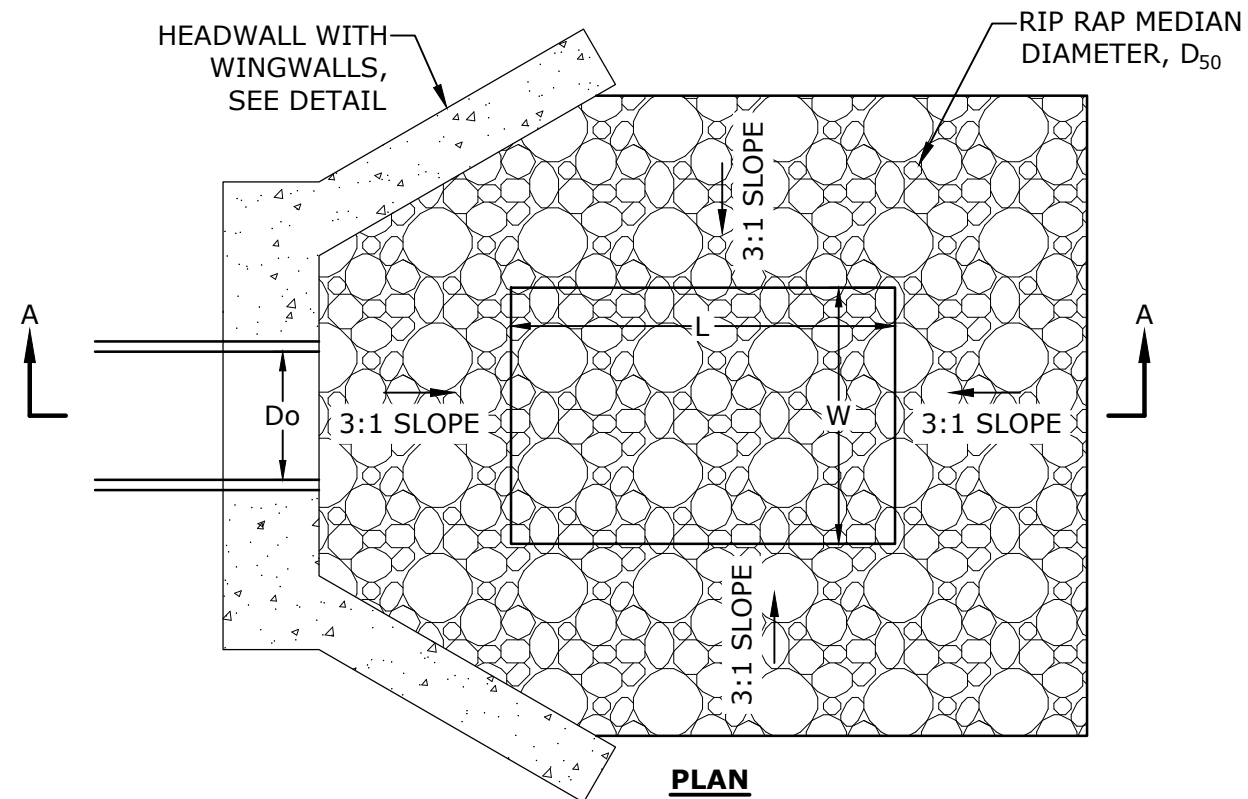 HEADWALL WITH
WINGWALLS,
SEE DETAIL
RIP RAP MEDIAN
DIAMETER, D₅₀
3:1 SLOPE
A
A
L
Do
3:1 SLOPE
W
3:1 SLOPE
3:1 SLOPE
PLAN